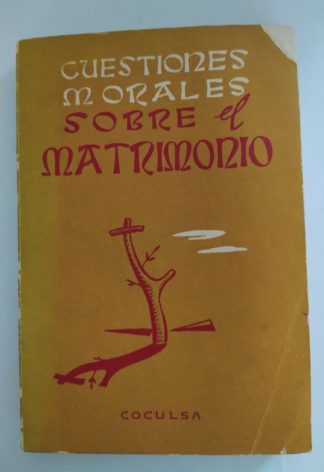 CUESTIONES
MORALES
SOBRE el
MATRIMONIO
COCULSA